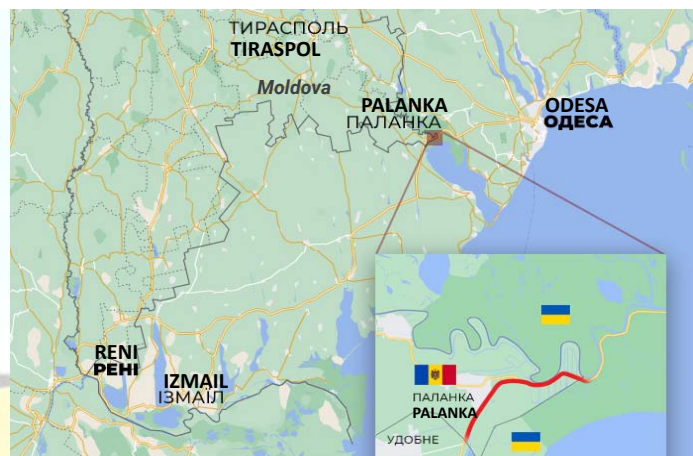 ТИРАСПОЛЬ
TIRASPOL
Moldova
PALANKA
ПАЛАНКА
ODESA
ОДЕСА
RENI
РЕНІ
IZMAIL
ІЗМАЇЛ
ПАЛАНКА
PALANKA
УДОБНЕ